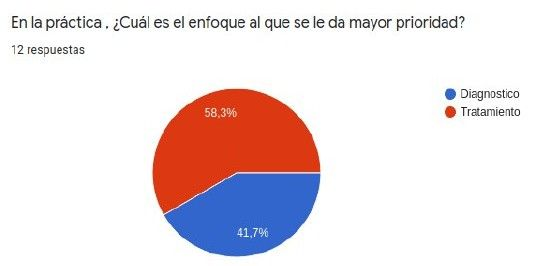 En la práctica , ¿Cuál es el enfoque al que se le da mayor prioridad?
12 respuestas
Diagnostico
Tratamiento
58,3%
41,7%